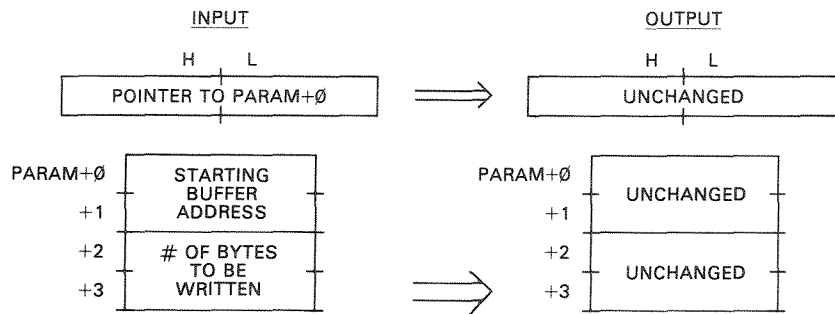 INPUT
OUTPUT
H L
H L
POINTER TO PARAM+Ø
UNCHANGED
PARAM+Ø
+1
+2
+3
STARTING
BUFFER
ADDRESS
# OF BYTES
TO BE
WRITTEN
PARAM+Ø
+1
+2
+3
UNCHANGED
UNCHANGED